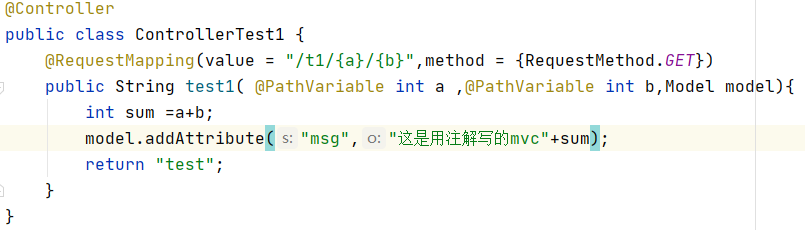 @Controller
public class ControllerTest1 {
@RequestMapping(value = "/t1/{a}/{b}",method = {RequestMethod.GET})
public String test1( @PathVariable int a ,@PathVariable int b,Model model){
int sum =a+b;
model.addAttribute( s: "msg", o: "这是用注解写的mvc"+sum);
return "test";
}
}